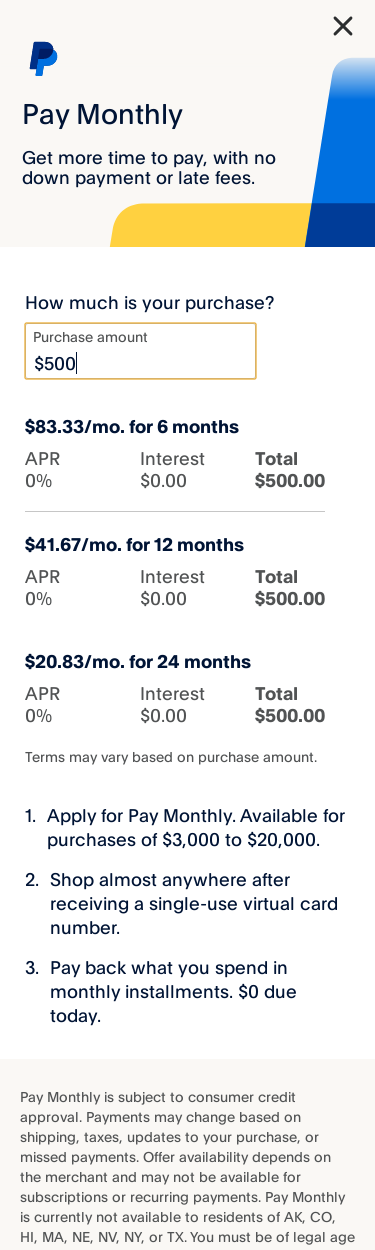 Pay Monthly
Get more time to pay, with no
down payment or late fees.
How much is your purchase?
Purchase amount
$500
$83.33/mo. for 6 months
APR Interest Total
0% $0.00 $500.00
$41.67/mo. for 12 months
APR Interest Total
0% $0.00 $500.00
$20.83/mo. for 24 months
APR Interest Total
0% $0.00 $500.00
Terms may vary based on purchase amount.
1. Apply for Pay Monthly. Available for
purchases of $3,000 to $20,000.
2. Shop almost anywhere after
receiving a single-use virtual card
number.
3. Pay back what you spend in
monthly installments. $0 due
today.
Pay Monthly is subject to consumer credit
approval. Payments may change based on
shipping, taxes, updates to your purchase, or
missed payments. Offer availability depends on
the merchant and may not be available for
subscriptions or recurring payments. Pay Monthly
is currently not available to residents of AK, CO,
HI, MA, NE, NV, NY, or TX. You must be of legal age